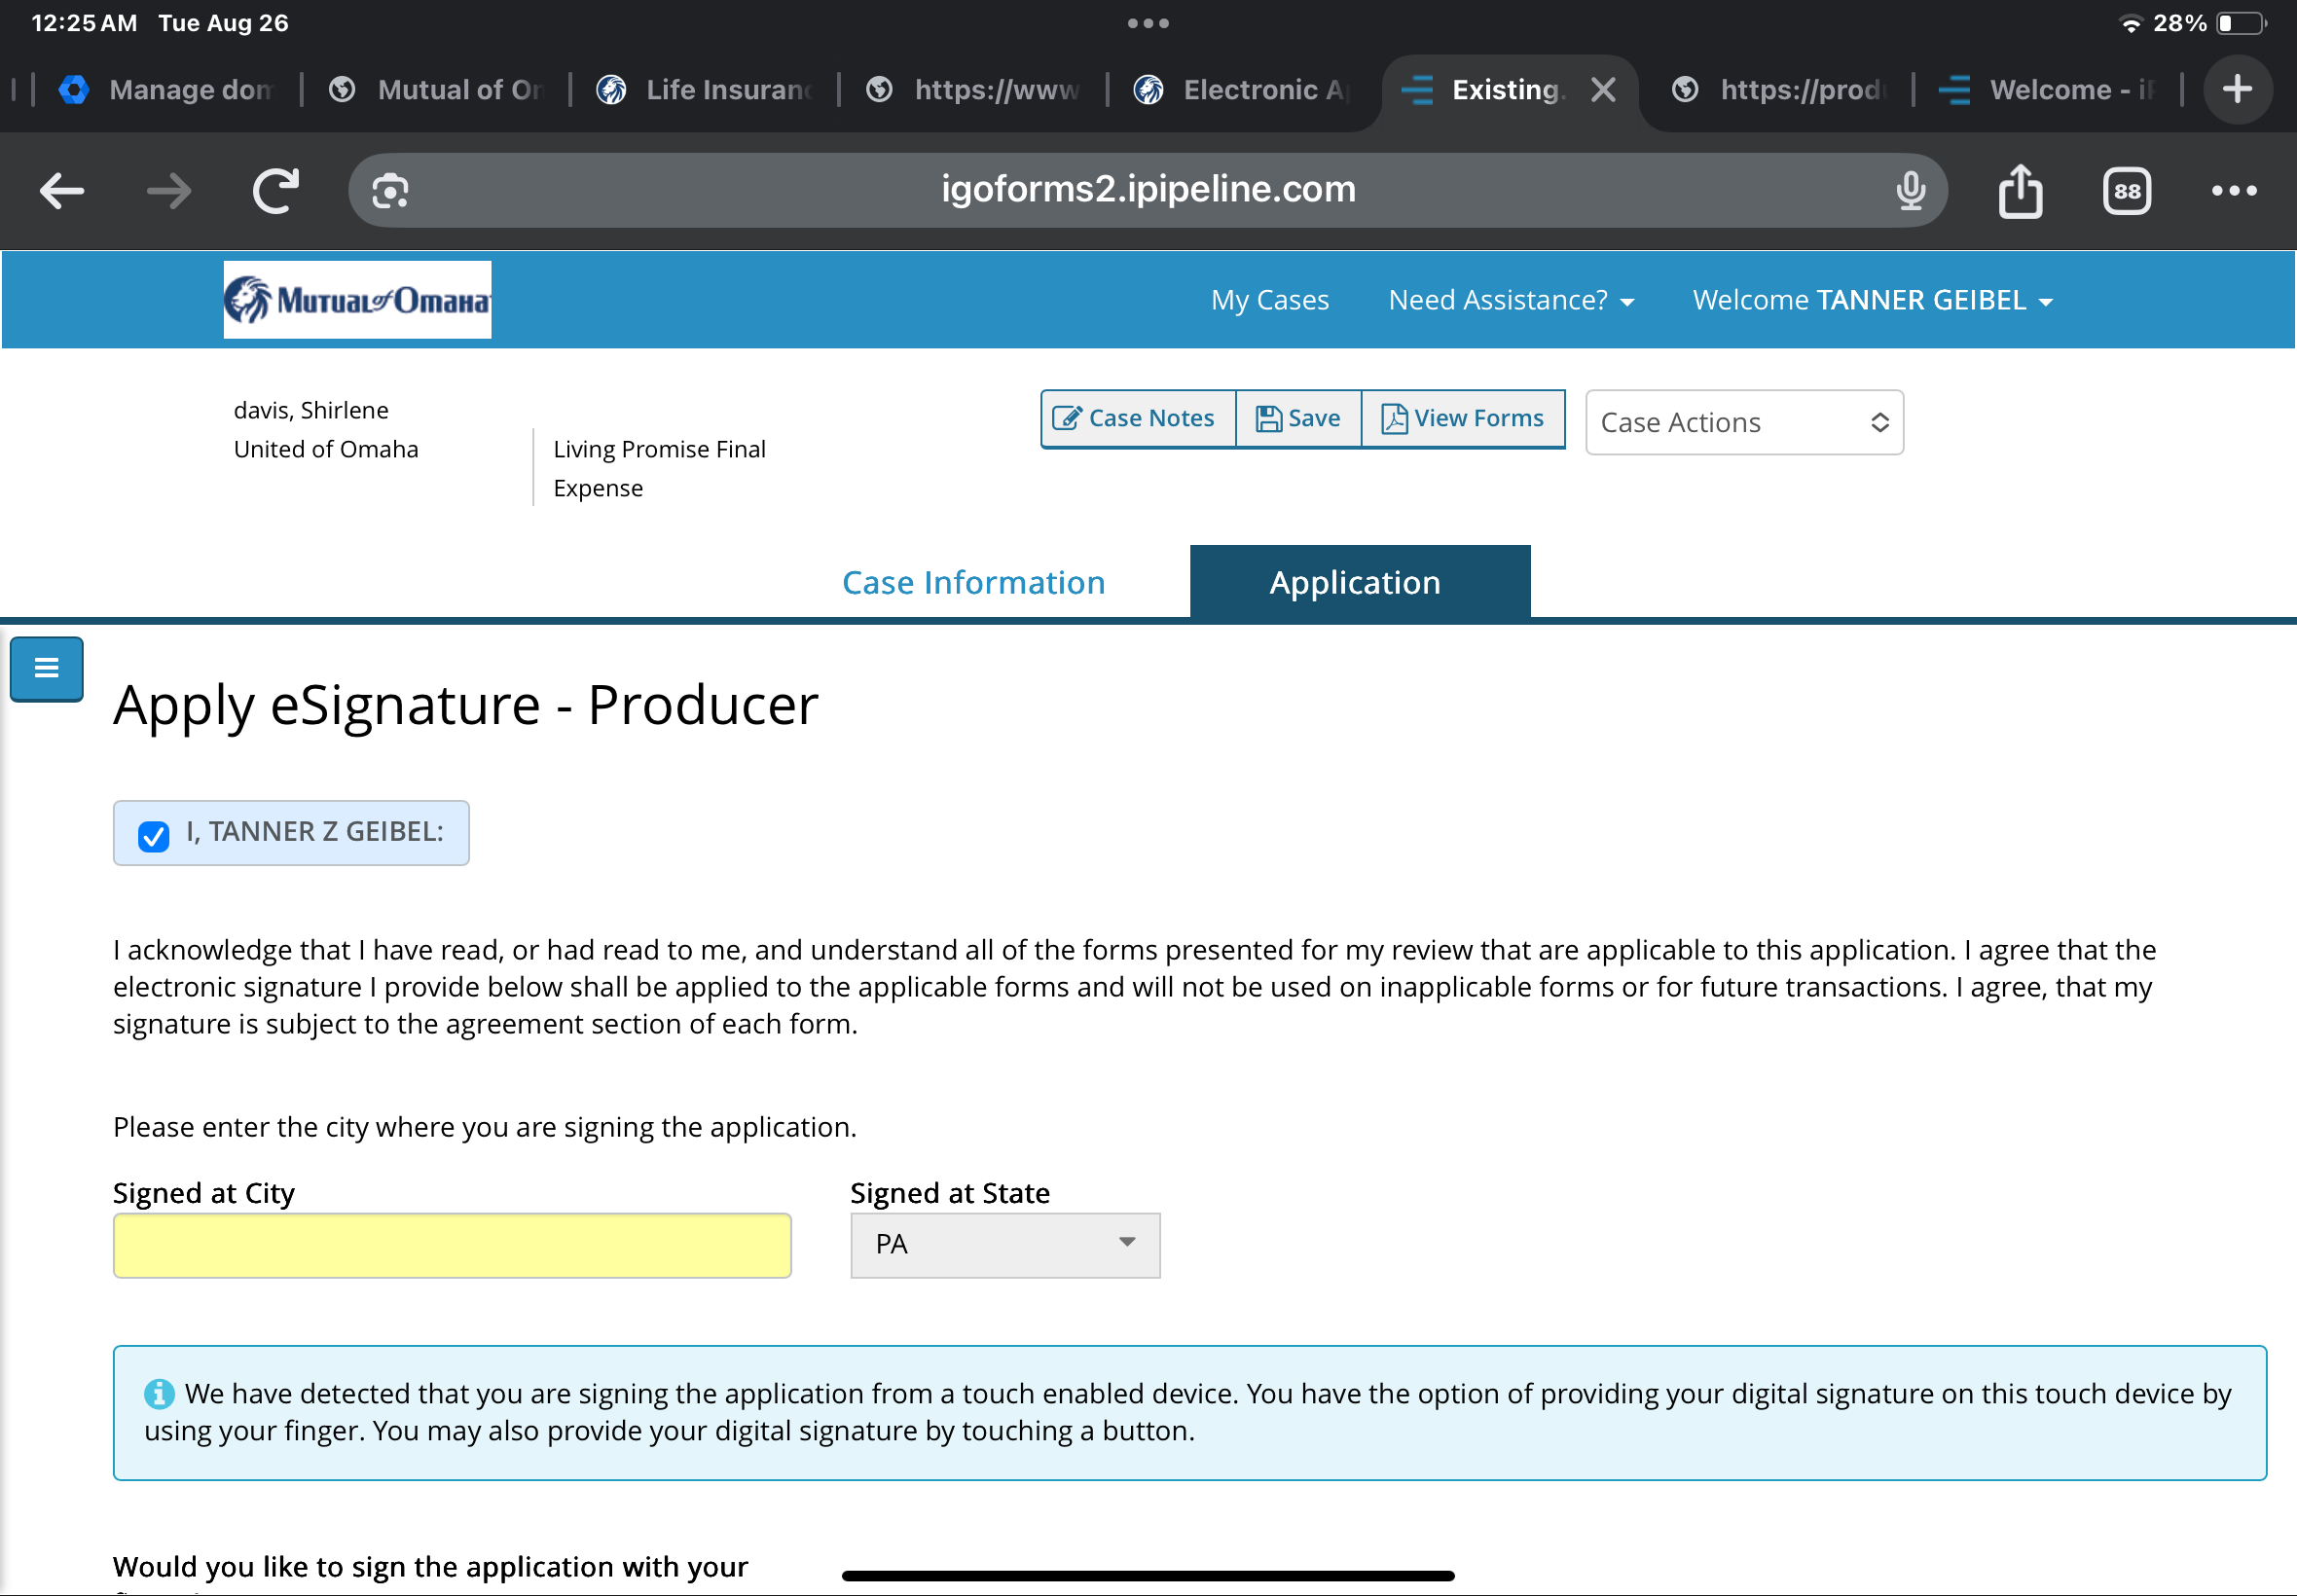 12:25 AM Tue Aug 26
28%
Manage dom
Mutual of Om
Life Insuranc
https://www
Electronic Ap
Existing.
https://prod
Welcome - iP
igoforms2.ipipeline.com
88
Mutual of Omaha
My Cases
Need Assistance?
Welcome TANNER GEIBEL
davis, Shirlene
United of Omaha
Living Promise Final
Expense
Case Notes
Save
View Forms
Case Actions
Case Information
Application
Apply eSignature - Producer
I, TANNER Z GEIBEL:
I acknowledge that I have read, or had read to me, and understand all of the forms presented for my review that are applicable to this application. I agree that the
electronic signature I provide below shall be applied to the applicable forms and will not be used on inapplicable forms or for future transactions. I agree, that my
signature is subject to the agreement section of each form.
Please enter the city where you are signing the application.
Signed at City
Signed at State
PA
We have detected that you are signing the application from a touch enabled device. You have the option of providing your digital signature on this touch device by
using your finger. You may also provide your digital signature by touching a button.
Would you like to sign the application with your